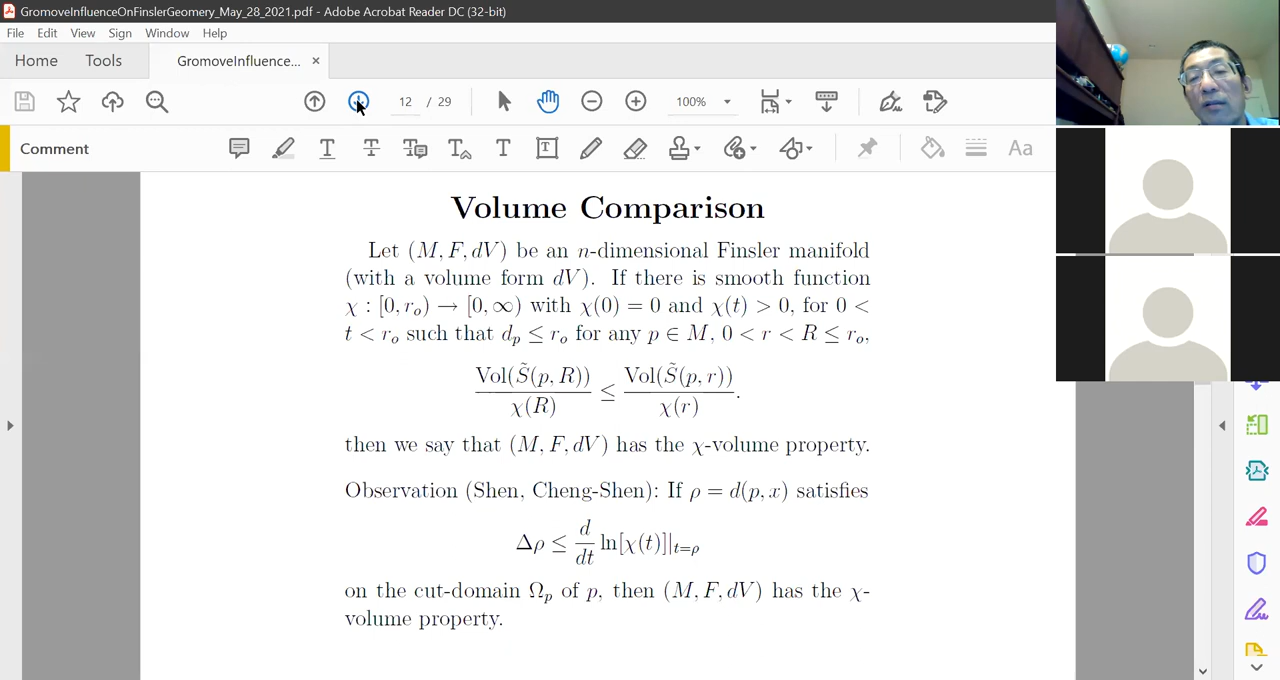 GromoveInfluenceOnFinslerGeomery_May_28_2021.pdf - Adobe Acrobat Reader DC (32-bit)
File Edit View Sign Window Help
Home Tools GromoveInfluence... ×
12 / 29 100%
Comment
Aa
Volume Comparison
Let (M, F, dV) be an n-dimensional Finsler manifold
(with a volume form dV). If there is smooth function
χ : [0, r_o) → [0, ∞) with χ(0) = 0 and χ(t) > 0, for 0 <
t < r_o such that d_p ≤ r_o for any p ∈ M, 0 < r < R ≤ r_o,
Vol(S̃(p, R)) / χ(R) ≤ Vol(S̃(p, r)) / χ(r).
then we say that (M, F, dV) has the χ-volume property.
Observation (Shen, Cheng-Shen): If ρ = d(p, x) satisfies
Δρ ≤ d/dt ln[χ(t)]|_{t=ρ}
on the cut-domain Ω_p of p, then (M, F, dV) has the χ-
volume property.